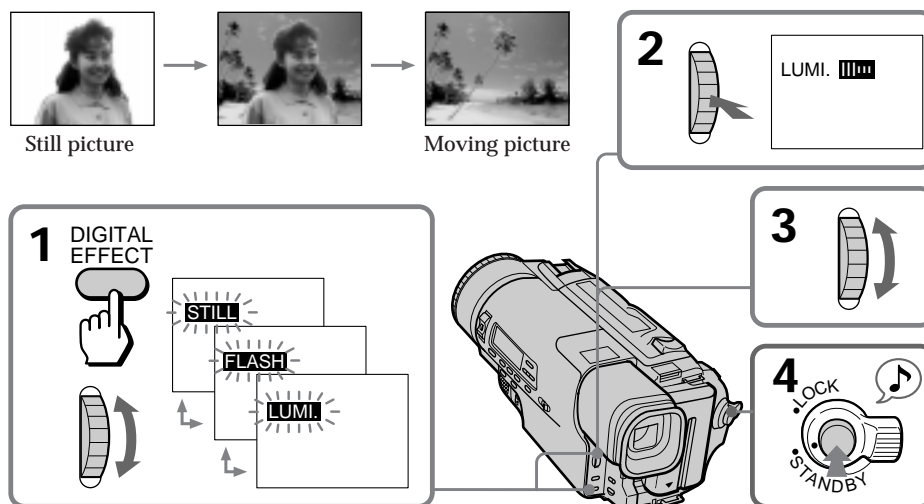 Still picture
Moving picture
1
DIGITAL
EFFECT
STILL
FLASH
LUMI.
2
LUMI.
3
4
LOCK
STANDBY